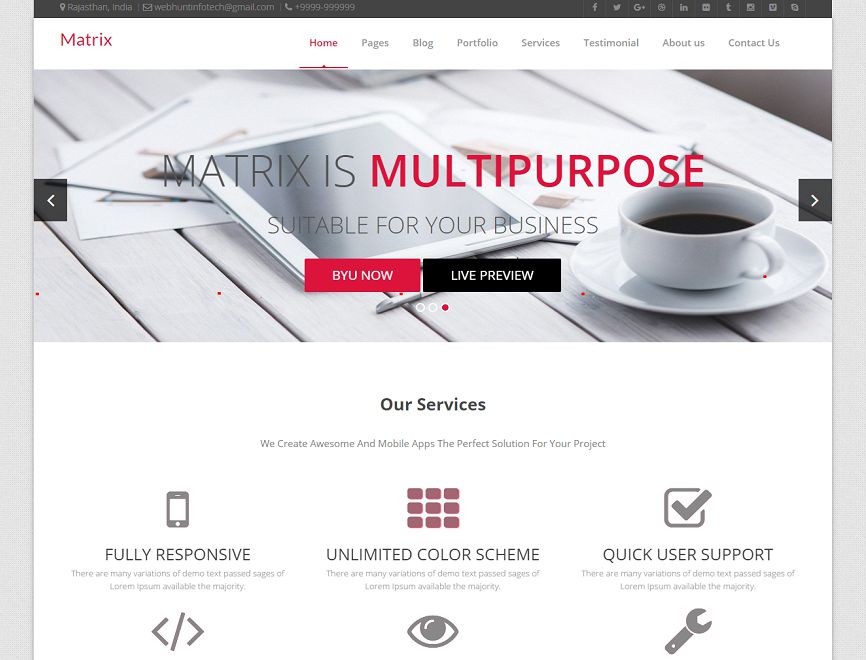 Rajasthan, India | webhuntinfotech@gmail.com | +9999-999999
Matrix
Home Pages Blog Portfolio Services Testimonial About us Contact Us
MATRIX IS MULTIPURPOSE
SUITABLE FOR YOUR BUSINESS
BYU NOW LIVE PREVIEW
Our Services
We Create Awesome And Mobile Apps The Perfect Solution For Your Project
FULLY RESPONSIVE UNLIMITED COLOR SCHEME QUICK USER SUPPORT
There are many variations of demo text passed sages of There are many variations of demo text passed sages of There are many variations of demo text passed sages of
Lorem Ipsum available the majority. Lorem Ipsum available the majority. Lorem Ipsum available the majority.